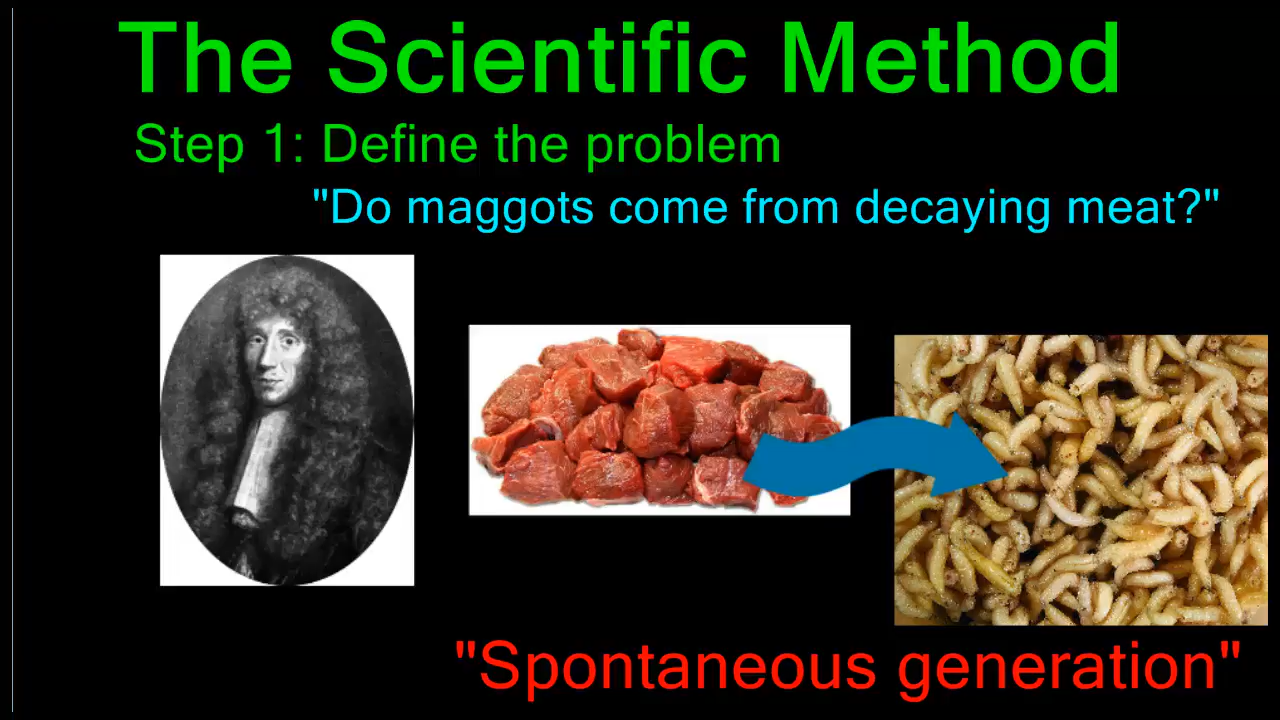 The Scientific Method
Step 1: Define the problem
"Do maggots come from decaying meat?"
"Spontaneous generation"